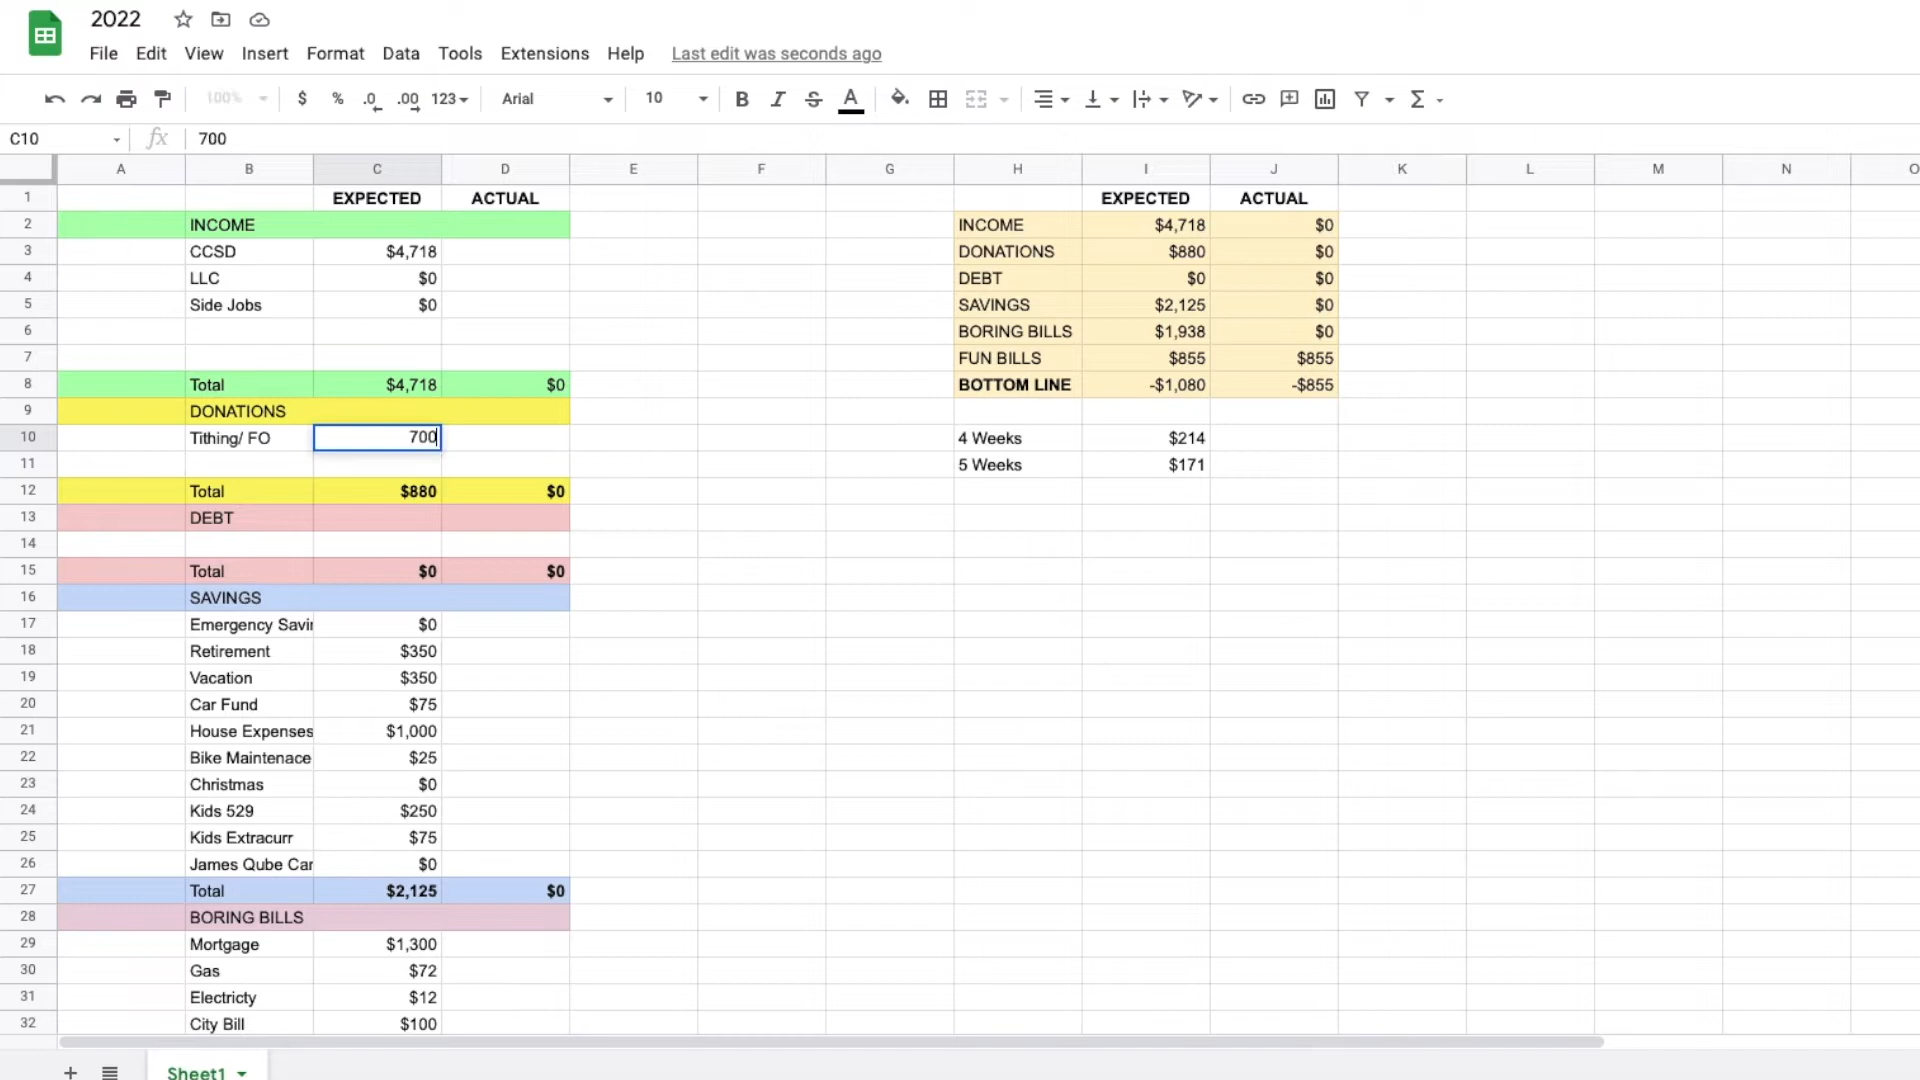 2022
File Edit View Insert Format Data Tools Extensions Help Last edit was seconds ago
100% $ % .0 .00 123 Arial 10 B I S A Σ
C10 fx 700
A B C D E F G H I J K L M N O
1 EXPECTED ACTUAL EXPECTED ACTUAL
2 INCOME INCOME $4,718 $0
3 CCSD $4,718 DONATIONS $880 $0
4 LLC $0 DEBT $0 $0
5 Side Jobs $0 SAVINGS $2,125 $0
6 BORING BILLS $1,938 $0
7 FUN BILLS $855 $855
8 Total $4,718 $0 BOTTOM LINE -$1,080 -$855
9 DONATIONS
10 Tithing/ FO 700 4 Weeks $214
11 5 Weeks $171
12 Total $880 $0
13 DEBT
14
15 Total $0 $0
16 SAVINGS
17 Emergency Savin $0
18 Retirement $350
19 Vacation $350
20 Car Fund $75
21 House Expenses $1,000
22 Bike Maintenace $25
23 Christmas $0
24 Kids 529 $250
25 Kids Extracurr $75
26 James Qube Car $0
27 Total $2,125 $0
28 BORING BILLS
29 Mortgage $1,300
30 Gas $72
31 Electricty $12
32 City Bill $100
+ Sheet1